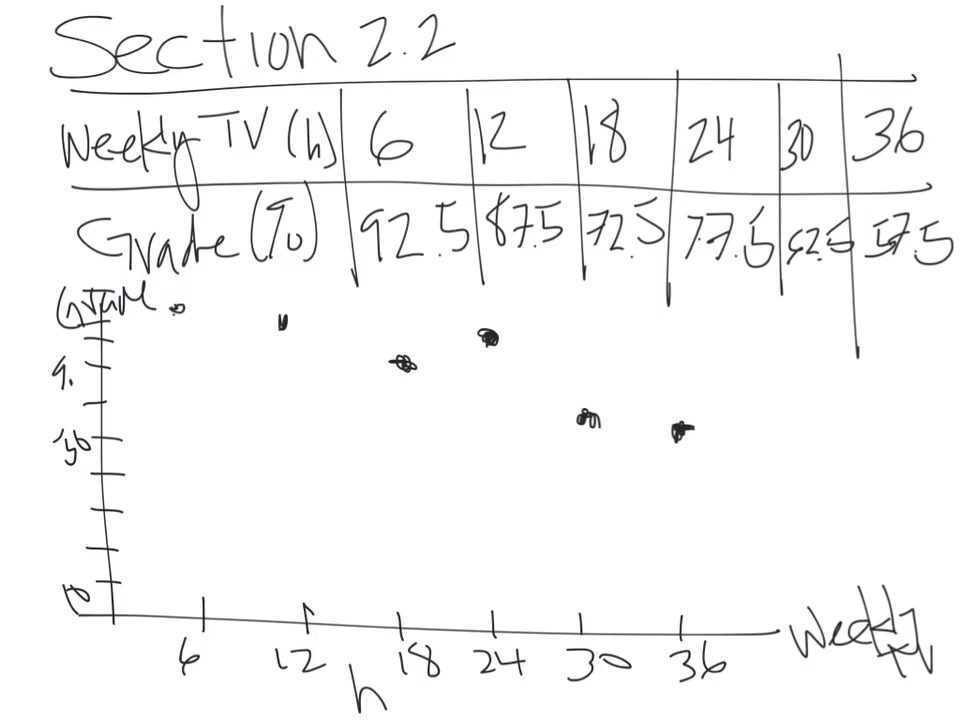 Section 2.2
Weekly TV (h) 6 12 18 24 30 36
Grade (%) 92.5 87.5 72.5 77.5 62.5 57.5
50
10
6 12 18 24 30 36
Weekly TV
h